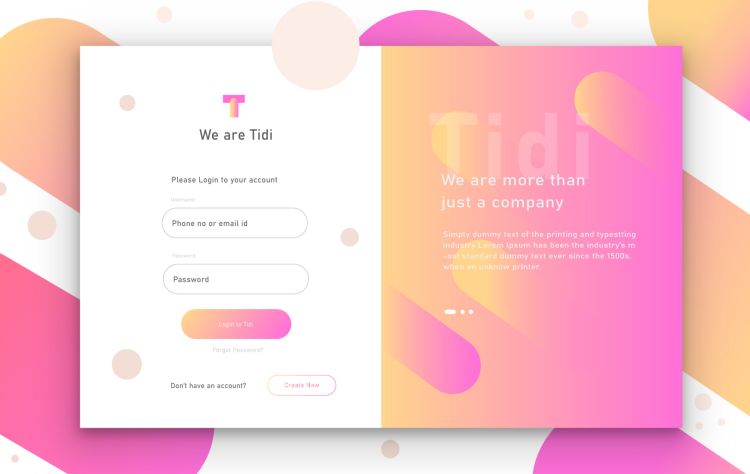 T
We are Tidi
Please Login to your account
Username
Phone no or email id
Password
Password
Login to Tidi
Forgot Password?
Don't have an account?
Create New
Tidi
We are more than
just a company
Simply dummy text of the printing and typestting
industry Lorem Ipsum has been the industry's m
-ost standard dummy text ever since the 1500s,
when an unknow printer.